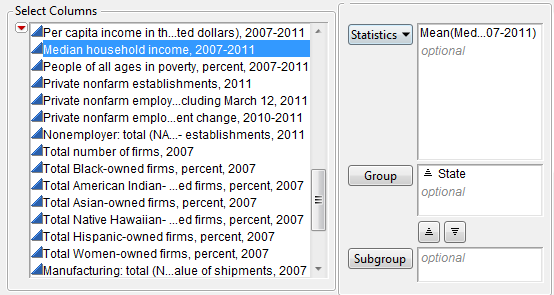 Select Columns
Per capita income in th...ted dollars), 2007-2011
Median household income, 2007-2011
People of all ages in poverty, percent, 2007-2011
Private nonfarm establishments, 2011
Private nonfarm employ...cluding March 12, 2011
Private nonfarm emplo...ent change, 2010-2011
Nonemployer: total (NA...- establishments, 2011
Total number of firms, 2007
Total Black-owned firms, percent, 2007
Total American Indian- ...ed firms, percent, 2007
Total Asian-owned firms, percent, 2007
Total Native Hawaiian- ...ed firms, percent, 2007
Total Hispanic-owned firms, percent, 2007
Total Women-owned firms, percent, 2007
Manufacturing: total (N...alue of shipments, 2007
Statistics
Mean(Med...07-2011)
optional
Group
State
optional
Subgroup
optional